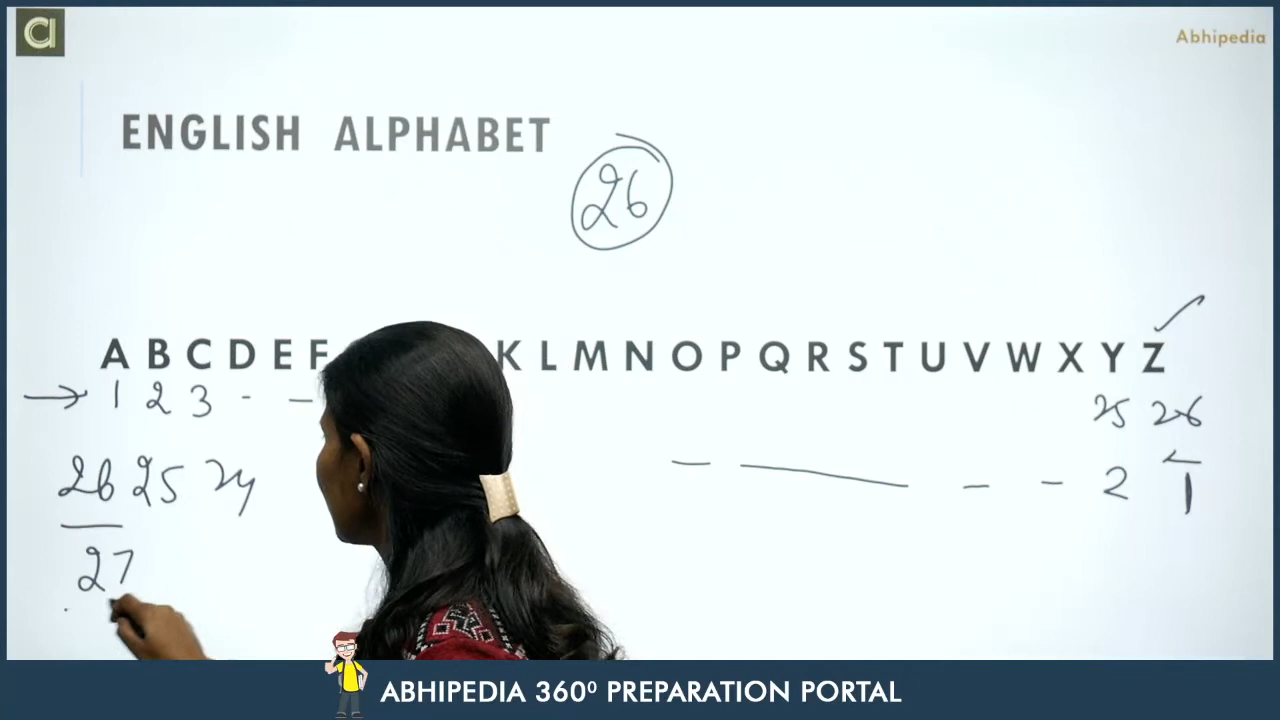 Abhipedia
ENGLISH ALPHABET
26
A B C D E F K L M N O P Q R S T U V W X Y Z
→ 1 2 3 - - 25 26
26 25 24 - - - - 2 1
27
ABHIPEDIA 360⁰ PREPARATION PORTAL